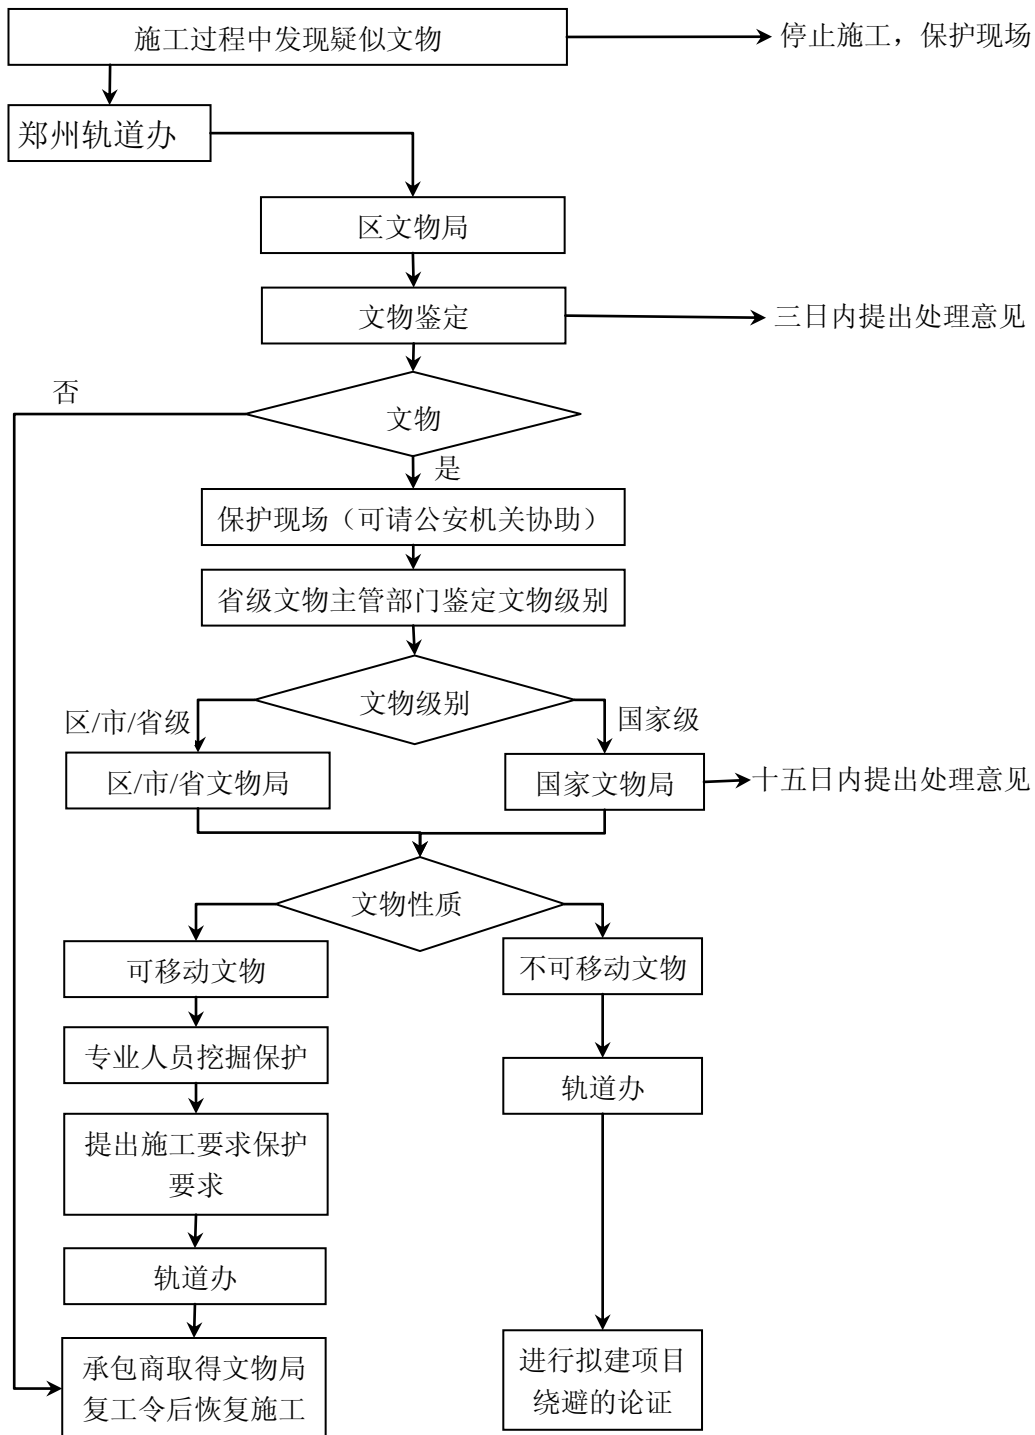 施工过程中发现疑似文物
停止施工，保护现场
郑州轨道办
区文物局
文物鉴定
三日内提出处理意见
否
文物
是
保护现场（可请公安机关协助）
省级文物主管部门鉴定文物级别
文物级别
区/市/省级
国家级
区/市/省文物局
国家文物局
十五日内提出处理意见
文物性质
可移动文物
不可移动文物
专业人员挖掘保护
轨道办
提出施工要求保护
要求
轨道办
承包商取得文物局
复工令后恢复施工
进行拟建项目
绕避的论证